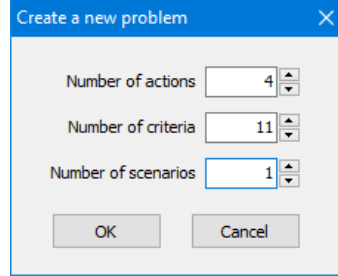 Create a new problem
Number of actions 4
Number of criteria 11
Number of scenarios 1
OK Cancel